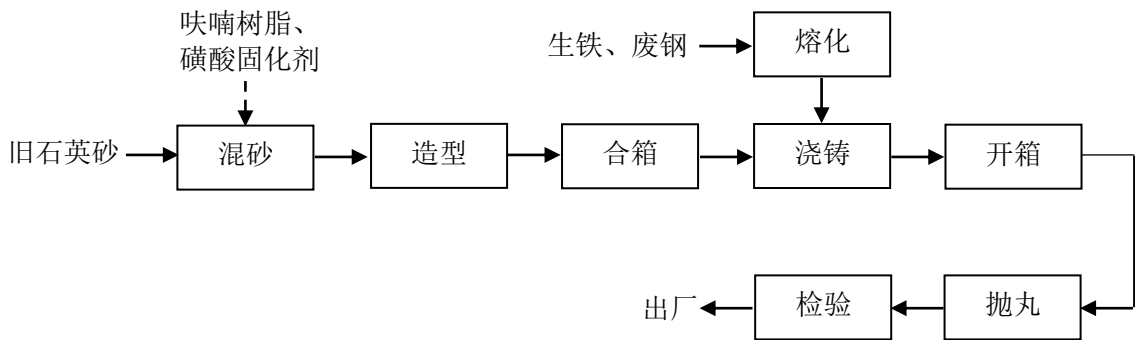 呋喃树脂、
磺酸固化剂
生铁、废钢
熔化
旧石英砂
混砂
造型
合箱
浇铸
开箱
出厂
检验
抛丸